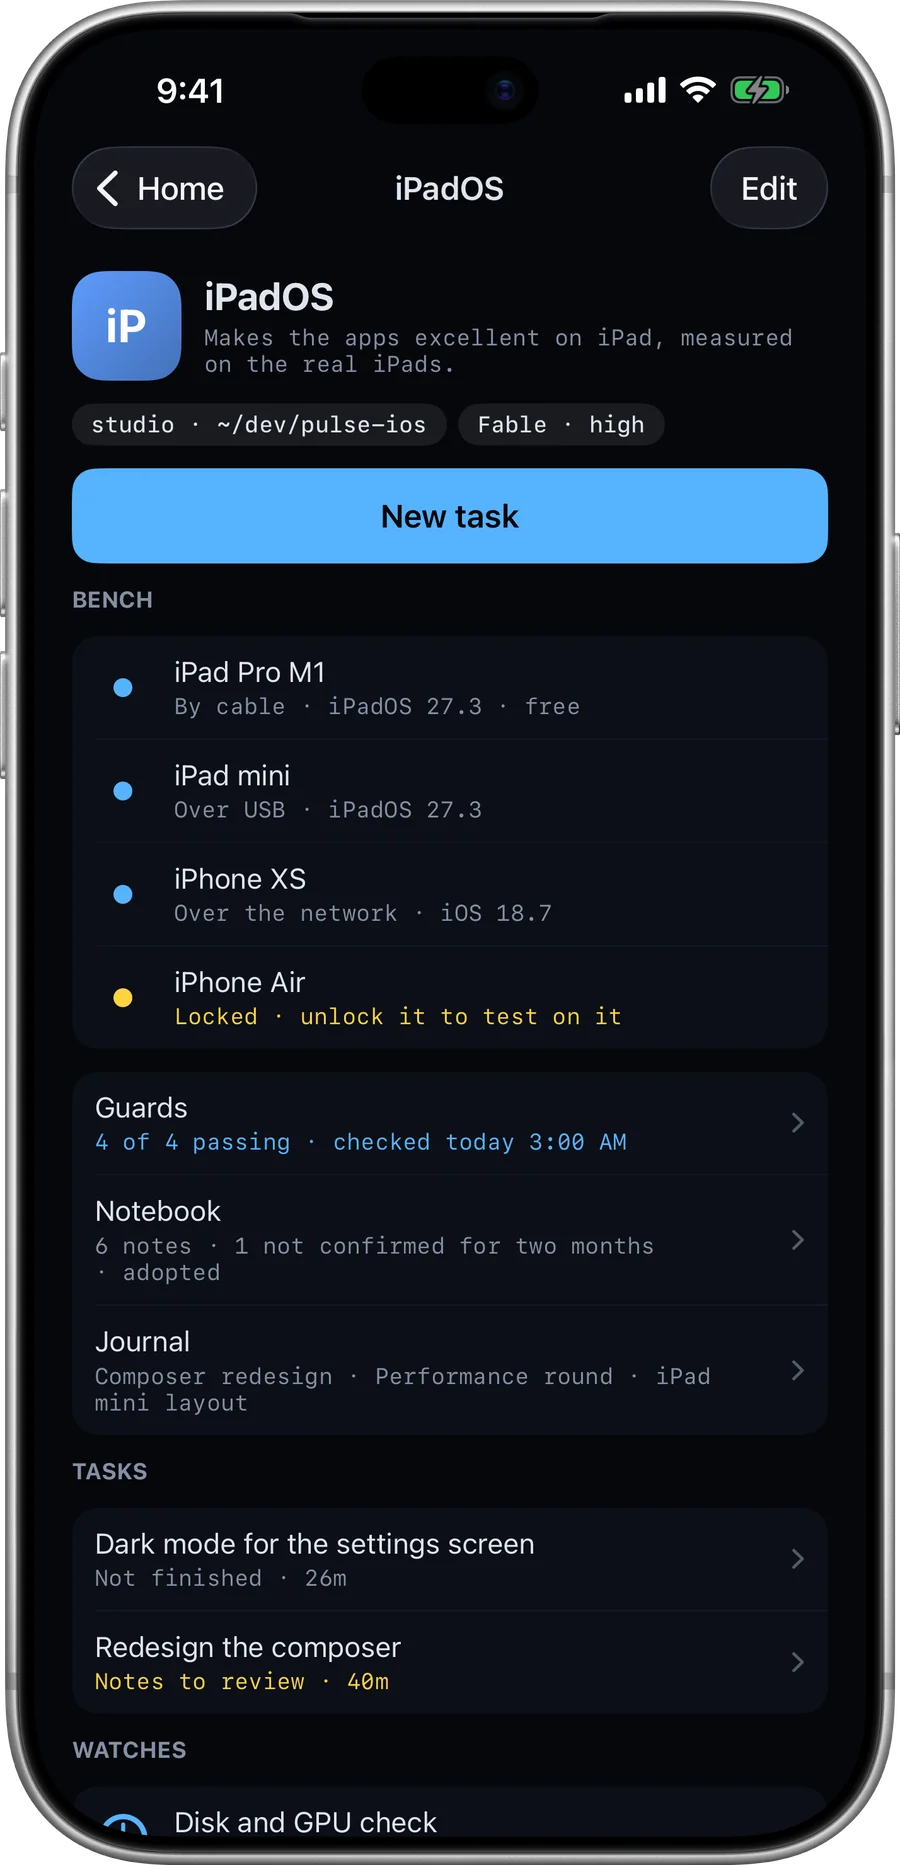 9:41
Home
iPadOS
Edit
iP
iPadOS
Makes the apps excellent on iPad, measured
on the real iPads.
studio · ~/dev/pulse-ios
Fable · high
New task
BENCH
iPad Pro M1
By cable · iPadOS 27.3 · free
iPad mini
Over USB · iPadOS 27.3
iPhone XS
Over the network · iOS 18.7
iPhone Air
Locked · unlock it to test on it
Guards
4 of 4 passing · checked today 3:00 AM
Notebook
6 notes · 1 not confirmed for two months
· adopted
Journal
Composer redesign · Performance round · iPad
mini layout
TASKS
Dark mode for the settings screen
Not finished · 26m
Redesign the composer
Notes to review · 40m
WATCHES
Disk and GPU check